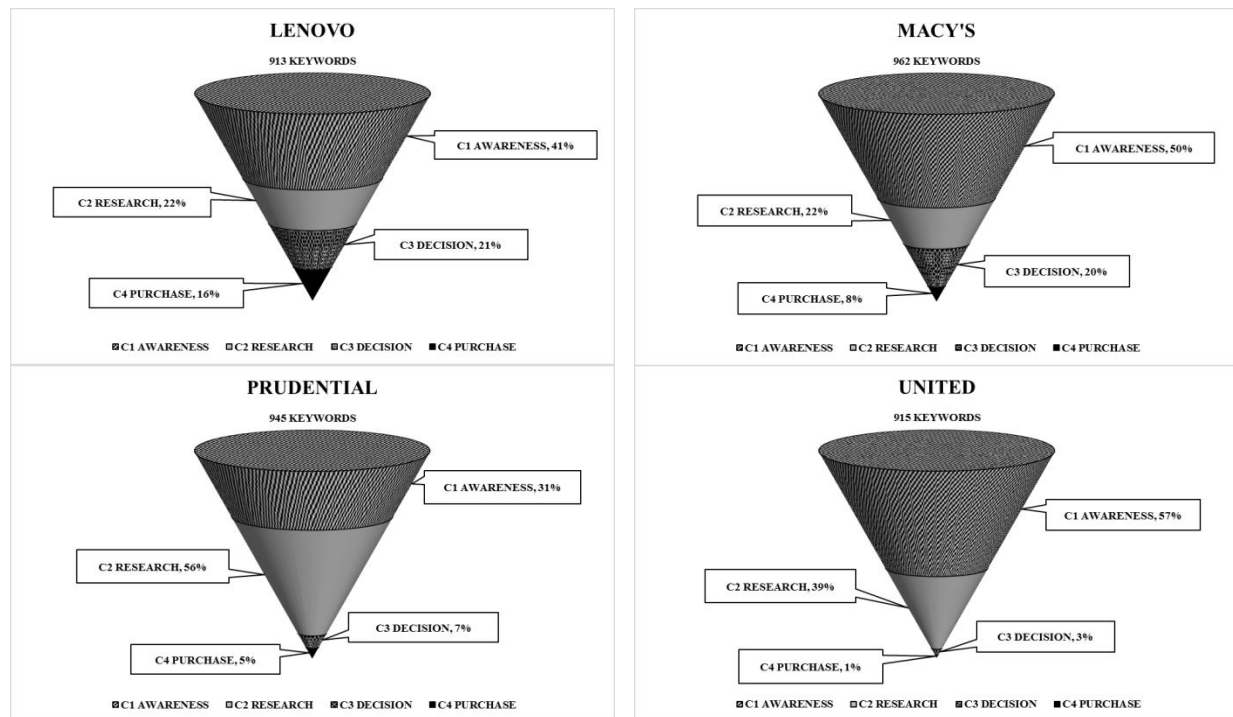 LENOVO
913 KEYWORDS
C1 AWARENESS, 41%
C2 RESEARCH, 22%
C3 DECISION, 21%
C4 PURCHASE, 16%
C1 AWARENESS C2 RESEARCH C3 DECISION C4 PURCHASE
MACY'S
962 KEYWORDS
C1 AWARENESS, 50%
C2 RESEARCH, 22%
C3 DECISION, 20%
C4 PURCHASE, 8%
C1 AWARENESS C2 RESEARCH C3 DECISION C4 PURCHASE
PRUDENTIAL
945 KEYWORDS
C1 AWARENESS, 31%
C2 RESEARCH, 56%
C3 DECISION, 7%
C4 PURCHASE, 5%
C1 AWARENESS C2 RESEARCH C3 DECISION C4 PURCHASE
UNITED
915 KEYWORDS
C1 AWARENESS, 57%
C2 RESEARCH, 39%
C3 DECISION, 3%
C4 PURCHASE, 1%
C1 AWARENESS C2 RESEARCH C3 DECISION C4 PURCHASE